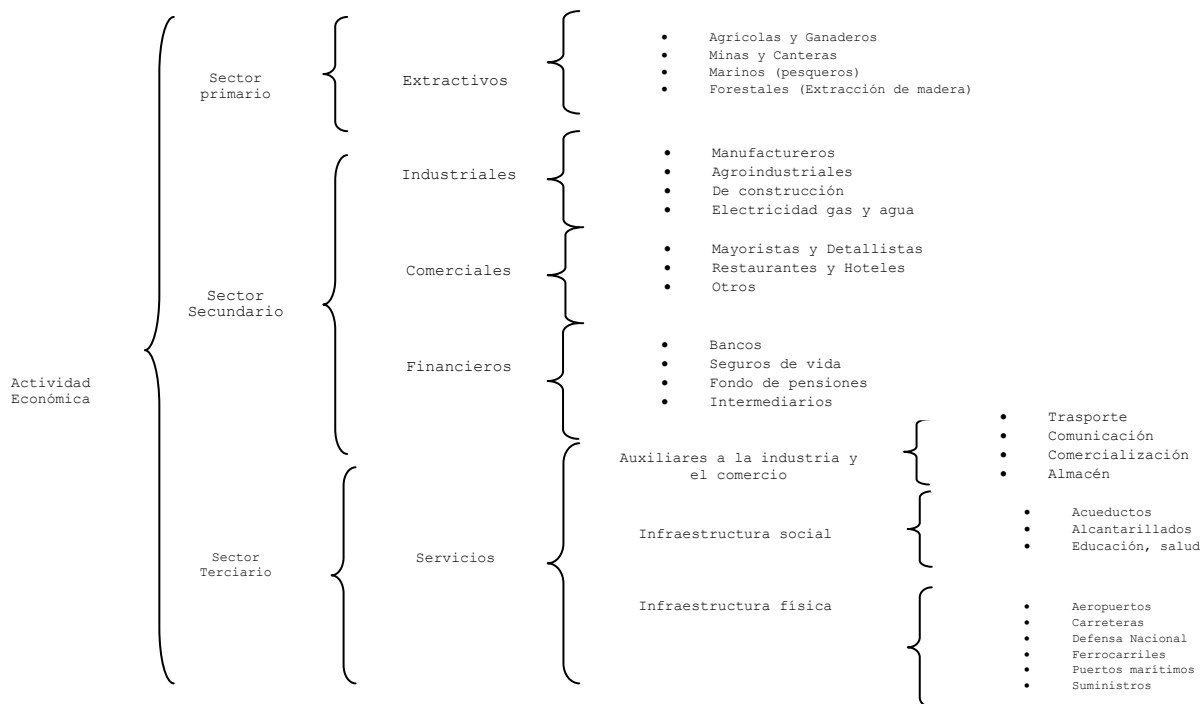 Actividad
Económica
Sector
primario
Extractivos
• Agrícolas y Ganaderos
• Minas y Canteras
• Marinos (pesqueros)
• Forestales (Extracción de madera)
Sector
Secundario
Industriales
• Manufactureros
• Agroindustriales
• De construcción
• Electricidad gas y agua
Comerciales
• Mayoristas y Detallistas
• Restaurantes y Hoteles
• Otros
Financieros
• Bancos
• Seguros de vida
• Fondo de pensiones
• Intermediarios
Sector
Terciario
Servicios
Auxiliares a la industria y
el comercio
• Trasporte
• Comunicación
• Comercialización
• Almacén
Infraestructura social
• Acueductos
• Alcantarillados
• Educación, salud
Infraestructura física
• Aeropuertos
• Carreteras
• Defensa Nacional
• Ferrocarriles
• Puertos marítimos
• Suministros